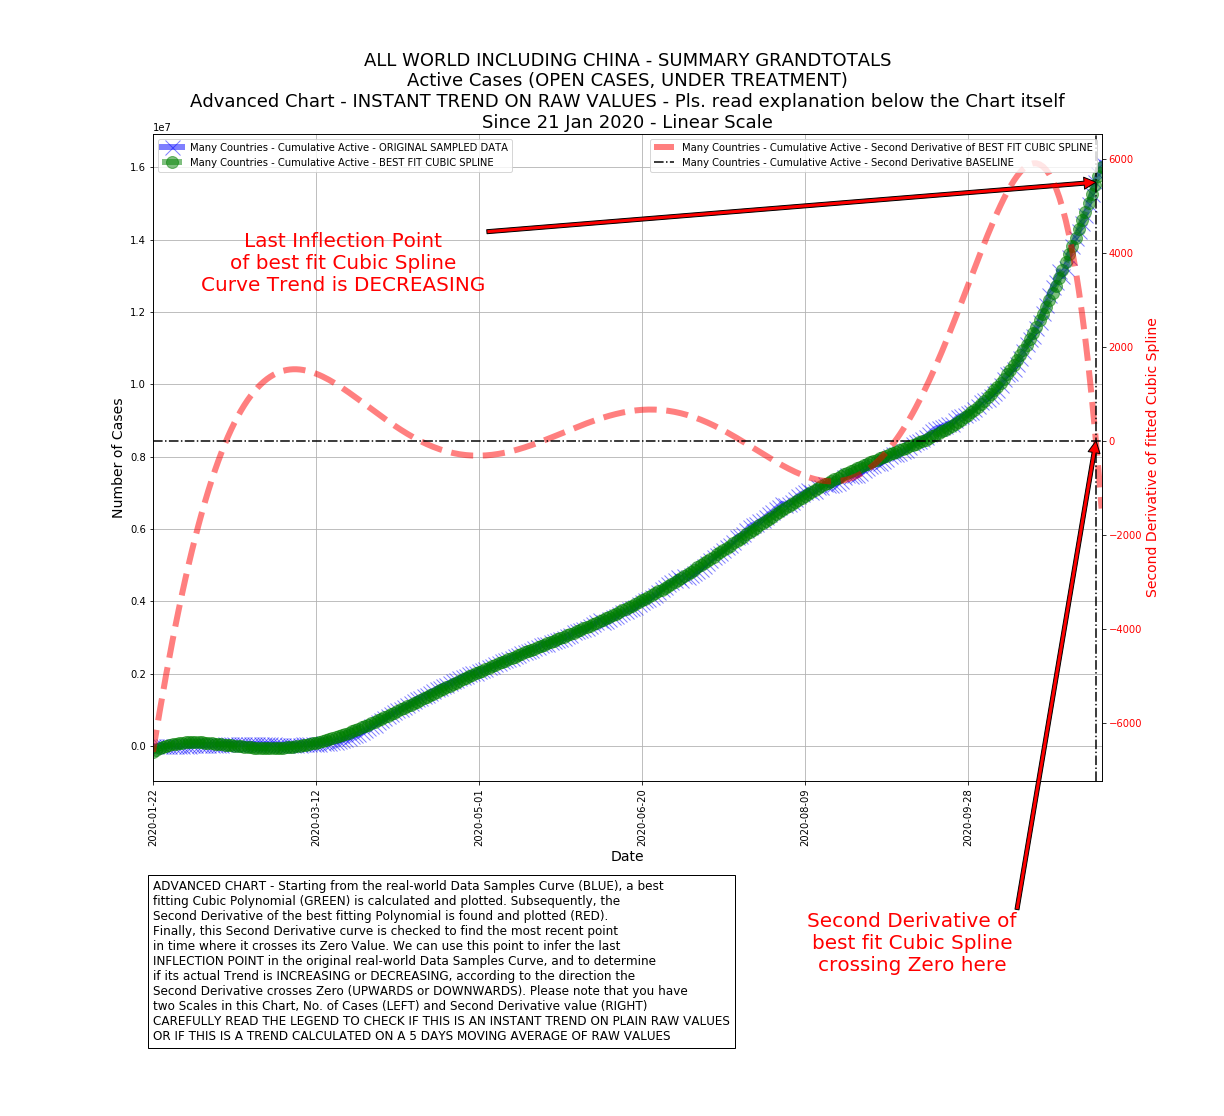 ALL WORLD INCLUDING CHINA - SUMMARY GRANDTOTALS
Active Cases (OPEN CASES, UNDER TREATMENT)
Advanced Chart - INSTANT TREND ON RAW VALUES - Pls. read explanation below the Chart itself
Since 21 Jan 2020 - Linear Scale
1e7
Many Countries - Cumulative Active - ORIGINAL SAMPLED DATA
Many Countries - Cumulative Active - BEST FIT CUBIC SPLINE
Many Countries - Cumulative Active - Second Derivative of BEST FIT CUBIC SPLINE
Many Countries - Cumulative Active - Second Derivative BASELINE
Last Inflection Point
of best fit Cubic Spline
Curve Trend is DECREASING
Number of Cases
1.6
1.4
1.2
1.0
0.8
0.6
0.4
0.2
0.0
6000
4000
2000
0
−2000
−4000
−6000
Second Derivative of fitted Cubic Spline
2020-01-22
2020-03-12
2020-05-01
2020-06-20
2020-08-09
2020-09-28
Date
ADVANCED CHART - Starting from the real-world Data Samples Curve (BLUE), a best
fitting Cubic Polynomial (GREEN) is calculated and plotted. Subsequently, the
Second Derivative of the best fitting Polynomial is found and plotted (RED).
Finally, this Second Derivative curve is checked to find the most recent point
in time where it crosses its Zero Value. We can use this point to infer the last
INFLECTION POINT in the original real-world Data Samples Curve, and to determine
if its actual Trend is INCREASING or DECREASING, according to the direction the
Second Derivative crosses Zero (UPWARDS or DOWNWARDS). Please note that you have
two Scales in this Chart, No. of Cases (LEFT) and Second Derivative value (RIGHT)
CAREFULLY READ THE LEGEND TO CHECK IF THIS IS AN INSTANT TREND ON PLAIN RAW VALUES
OR IF THIS IS A TREND CALCULATED ON A 5 DAYS MOVING AVERAGE OF RAW VALUES
Second Derivative of
best fit Cubic Spline
crossing Zero here